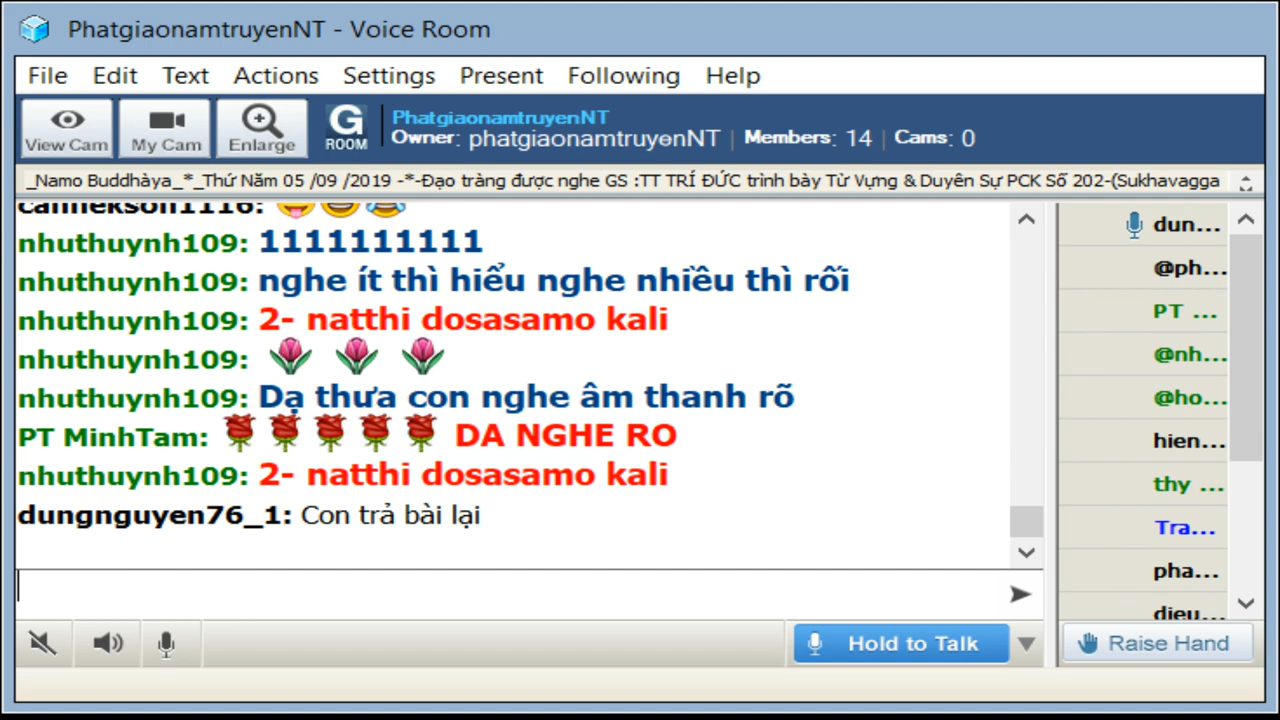 PhatgiaonamtruyenNT - Voice Room
File Edit Text Actions Settings Present Following Help
View Cam My Cam Enlarge G ROOM
PhatgiaonamtruyenNT
Owner: phatgiaonamtruyenNT | Members: 14 | Cams: 0
_Namo Buddhàya_*_Thứ Năm 05 /09 /2019 -*-Đạo tràng được nghe GS :TT TRÍ ĐỨC trình bày Từ Vựng & Duyên Sự PCK Số 202-(Sukhavagga
nhuthuynh109: 1111111111
nhuthuynh109: nghe ít thì hiểu nghe nhiều thì rối
nhuthuynh109: 2- natthi dosasamo kali
nhuthuynh109:
nhuthuynh109: Dạ thưa con nghe âm thanh rõ
PT MinhTam: DA NGHE RO
nhuthuynh109: 2- natthi dosasamo kali
dungnguyen76_1: Con trả bài lại
dun...
@ph...
PT ...
@nh...
@ho...
hien...
thy ...
Tra...
pha...
dieu...
Hold to Talk
Raise Hand